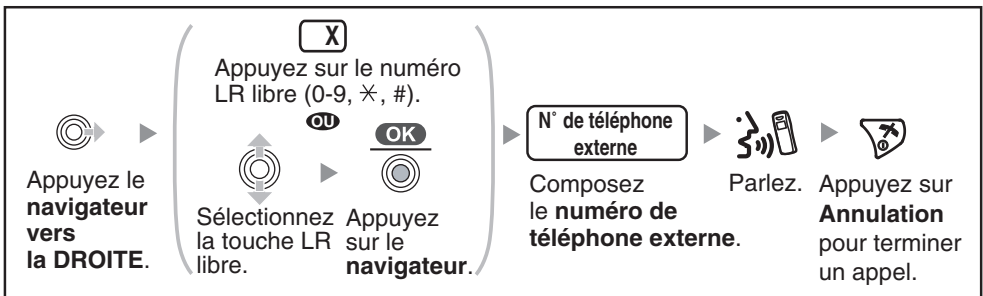 Appuyez le
navigateur
vers
la DROITE.
X
Appuyez sur le numéro
LR libre (0-9, ✳, #).
OU
Sélectionnez
la touche LR
libre.
OK
Appuyez
sur le
navigateur.
N° de téléphone
externe
Composez
le numéro de
téléphone externe.
Parlez.
Appuyez sur
Annulation
pour terminer
un appel.